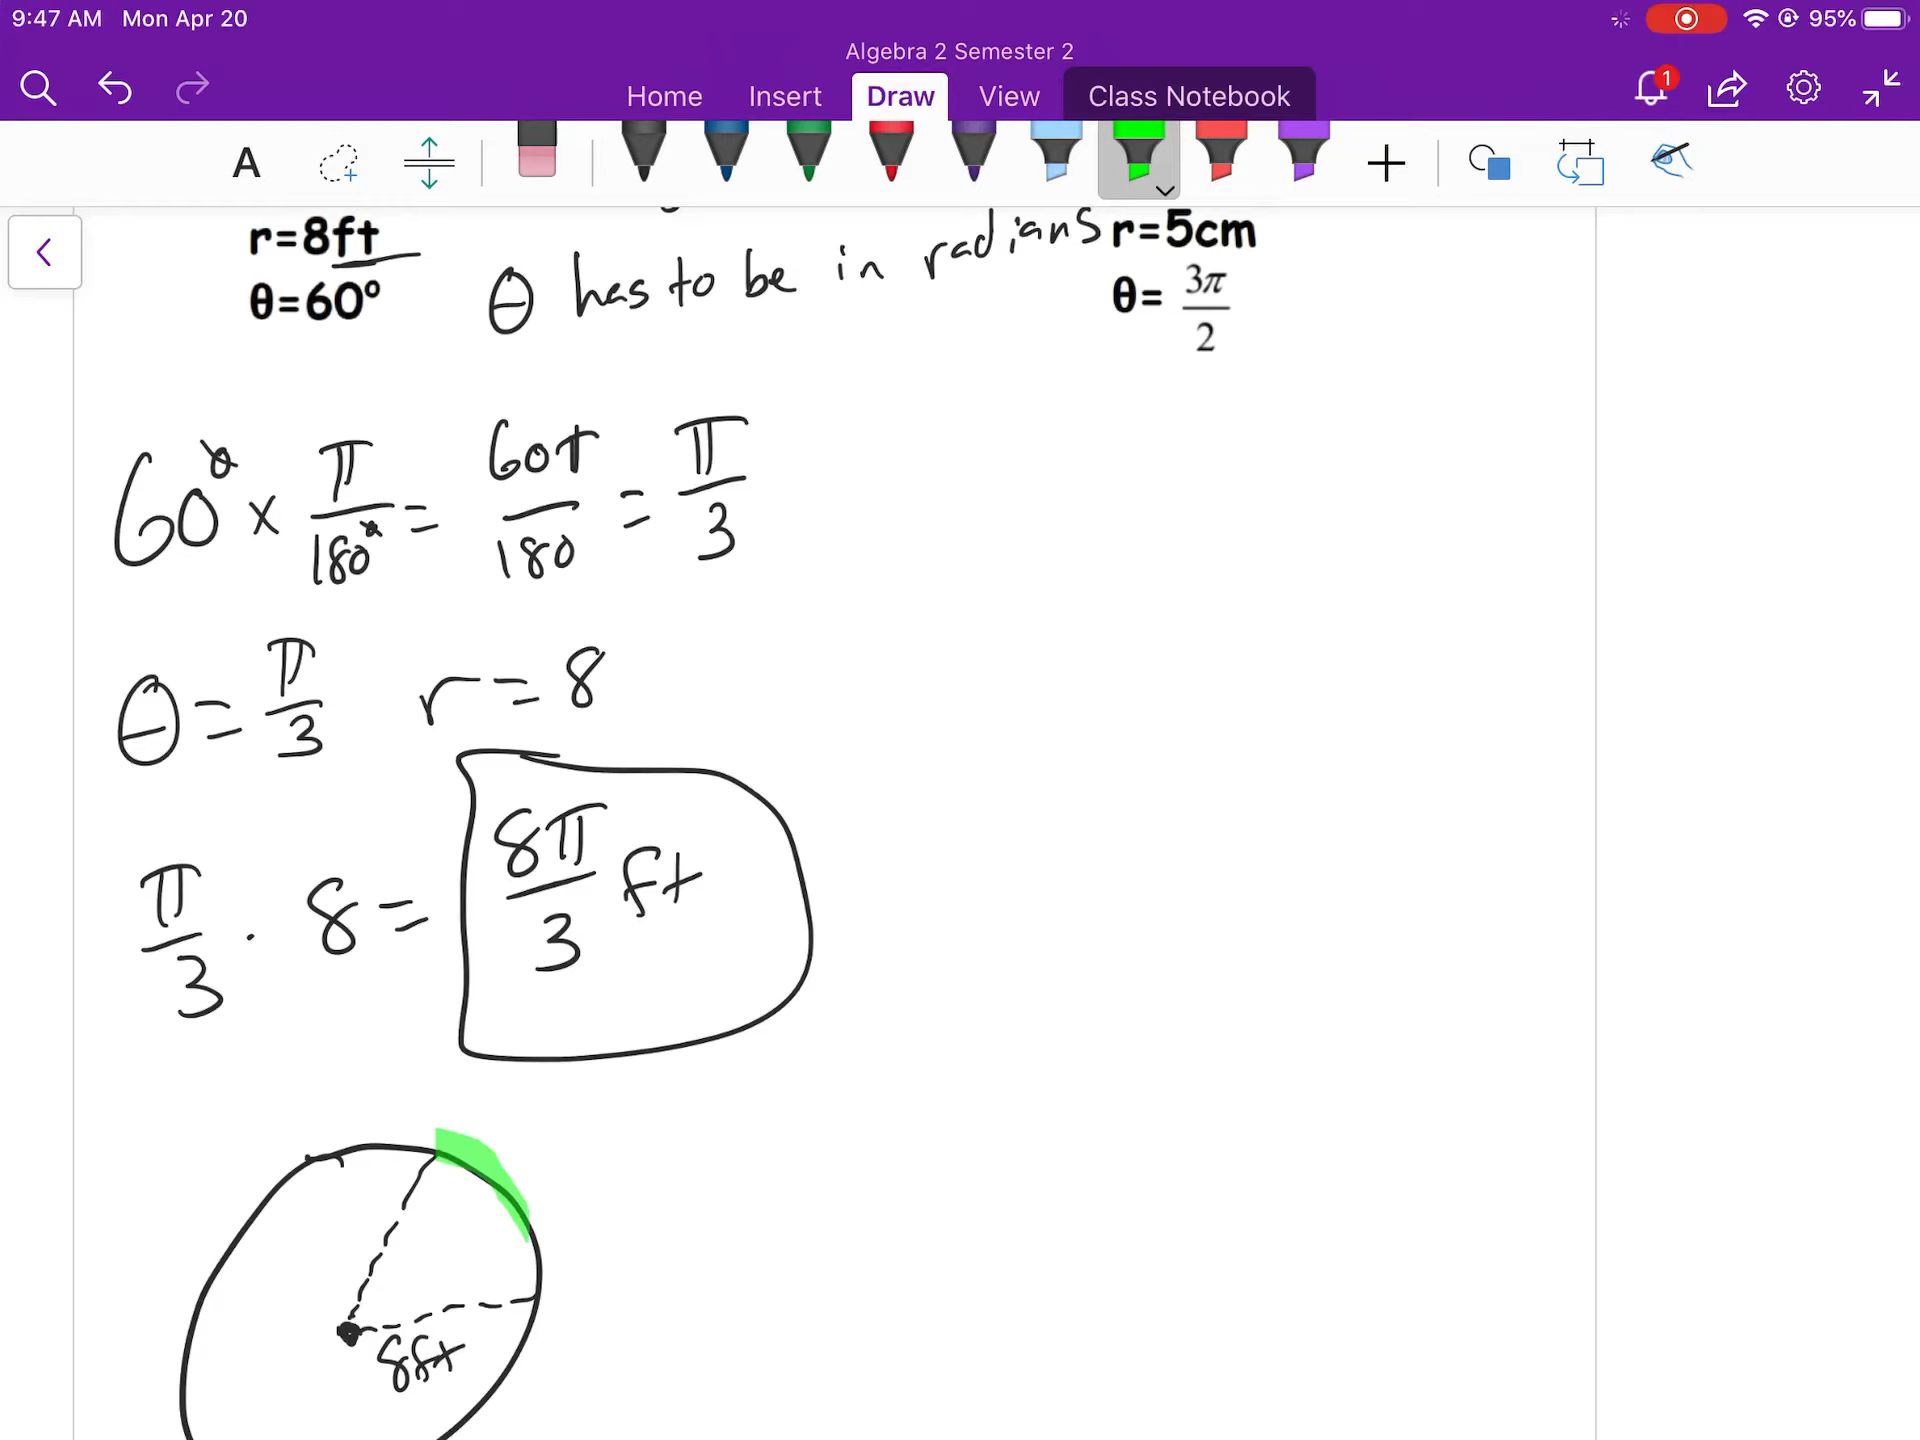 9:47 AM Mon Apr 20
95%
Algebra 2 Semester 2
Home Insert Draw View Class Notebook
1
A
r=8ft
θ=60°
θ has to be in radians
r=5cm
θ= 3π/2
60° x π/180° = 60π/180 = π/3
θ = π/3 r = 8
π/3 · 8 = 8π/3 ft
8ft